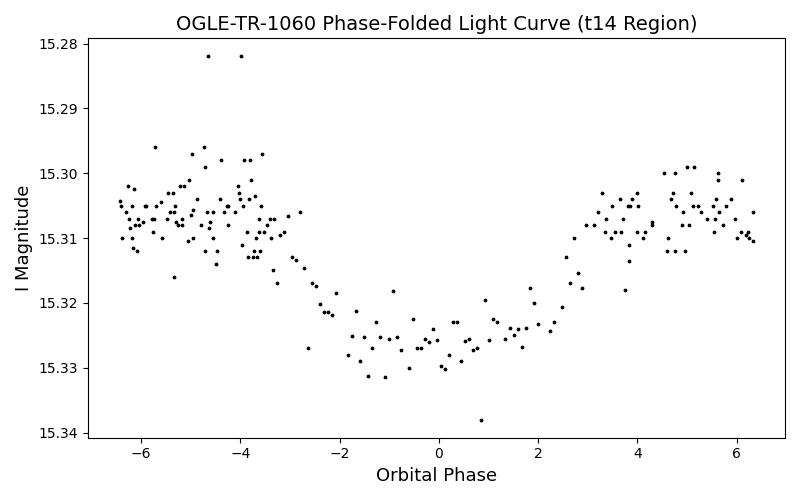 OGLE-TR-1060 Phase-Folded Light Curve (t14 Region)
I Magnitude
15.28
15.29
15.30
15.31
15.32
15.33
15.34
−6 −4 −2 0 2 4 6
Orbital Phase